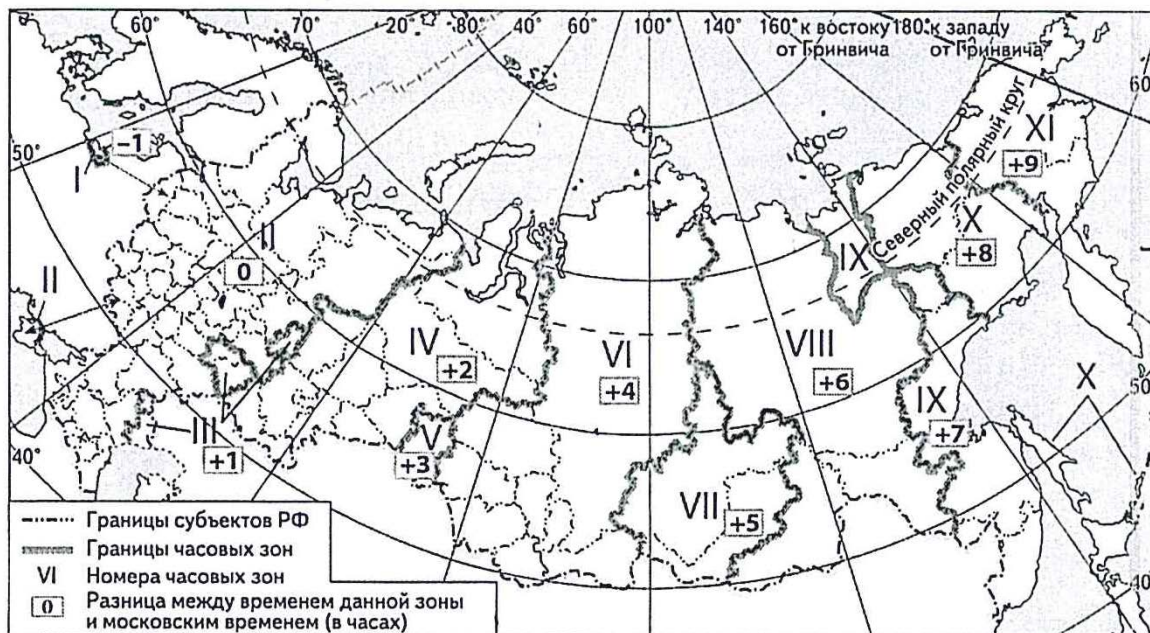 60° 70° 20° 80° 40° 60° 80° 100° 120° 140° 160° к востоку от Гринвича 180° к западу от Гринвича
60°
50°
40°
50°
40°
I
-1
II
II
0
III
+1
IV
+2
V
+3
VI
+4
VII
+5
VIII
+6
IX
IX
+7
X
+8
X
XI
+9
Северный полярный круг
Границы субъектов РФ
Границы часовых зон
VI Номера часовых зон
0 Разница между временем данной зоны
и московским временем (в часах)